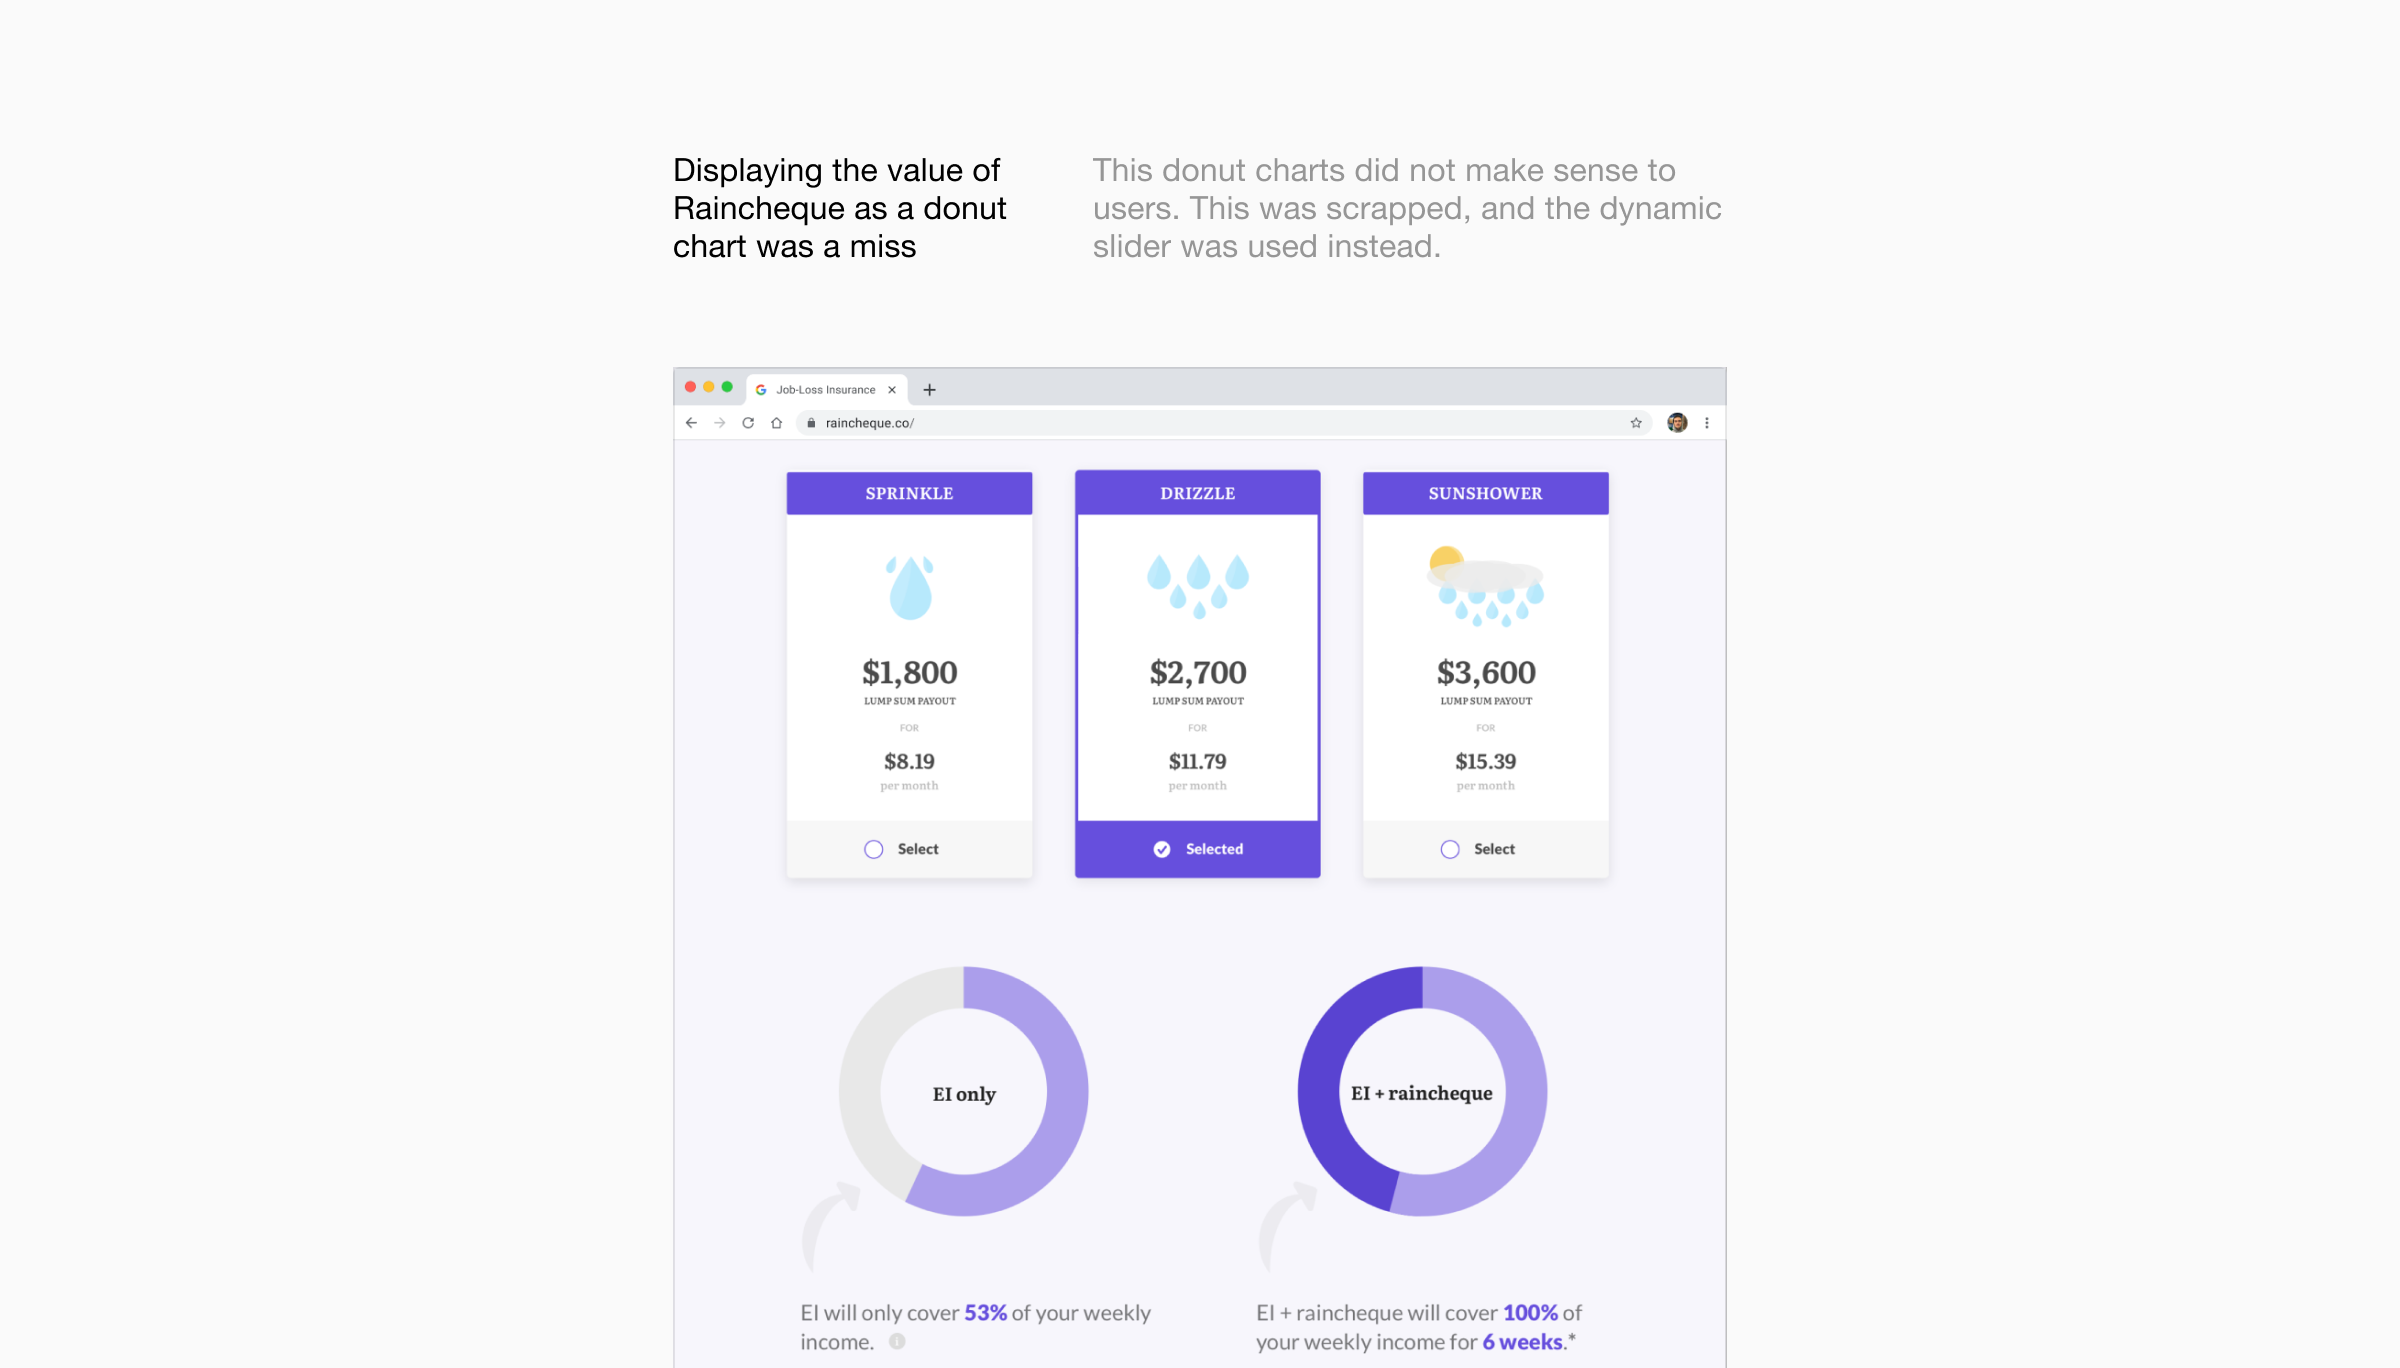 Displaying the value of
Raincheque as a donut
chart was a miss
This donut charts did not make sense to
users. This was scrapped, and the dynamic
slider was used instead.
Job-Loss Insurance
raincheque.co/
SPRINKLE
$1,800
LUMP SUM PAYOUT
FOR
$8.19
per month
Select
DRIZZLE
$2,700
LUMP SUM PAYOUT
FOR
$11.79
per month
Selected
SUNSHOWER
$3,600
LUMP SUM PAYOUT
FOR
$15.39
per month
Select
EI only
EI + raincheque
EI will only cover 53% of your weekly
income.
EI + raincheque will cover 100% of
your weekly income for 6 weeks.*